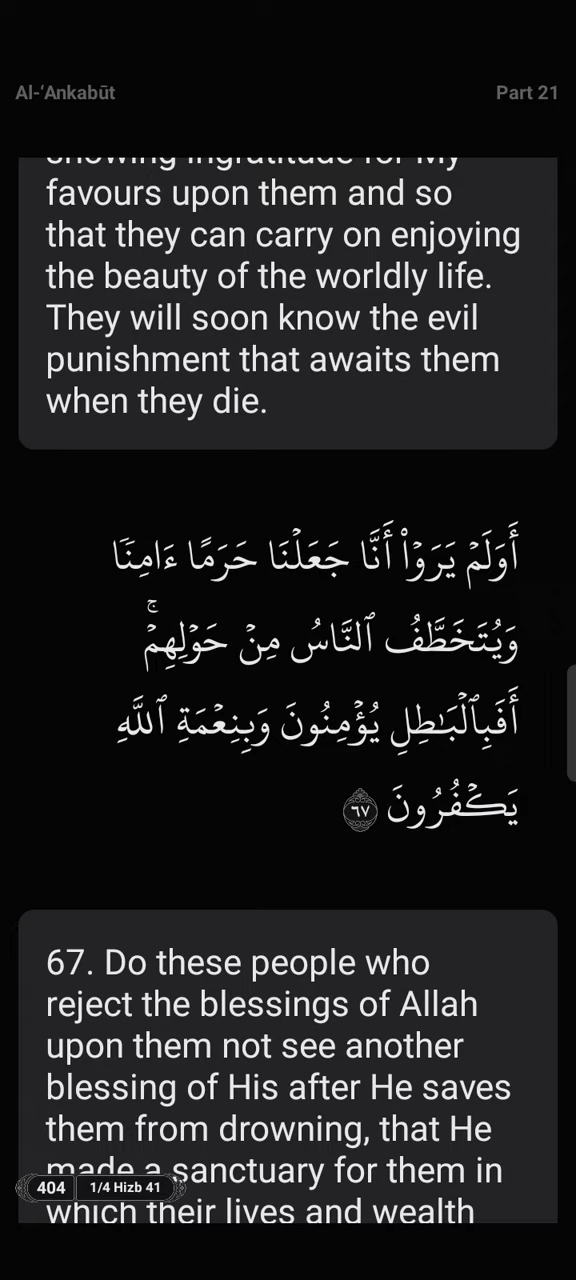 Al-‘Ankabūt
Part 21
showing ingratitude for My
favours upon them and so
that they can carry on enjoying
the beauty of the worldly life.
They will soon know the evil
punishment that awaits them
when they die.
أَوَلَمۡ يَرَوۡاْ أَنَّا جَعَلۡنَا حَرَمًا ءَامِنٗا
وَيُتَخَطَّفُ ٱلنَّاسُ مِنۡ حَوۡلِهِمۡۚ
أَفَبِٱلۡبَٰطِلِ يُؤۡمِنُونَ وَبِنِعۡمَةِ ٱللَّهِ
يَكۡفُرُونَ ٦٧
67. Do these people who
reject the blessings of Allah
upon them not see another
blessing of His after He saves
them from drowning, that He
made a sanctuary for them in
which their lives and wealth
404
1/4 Hizb 41